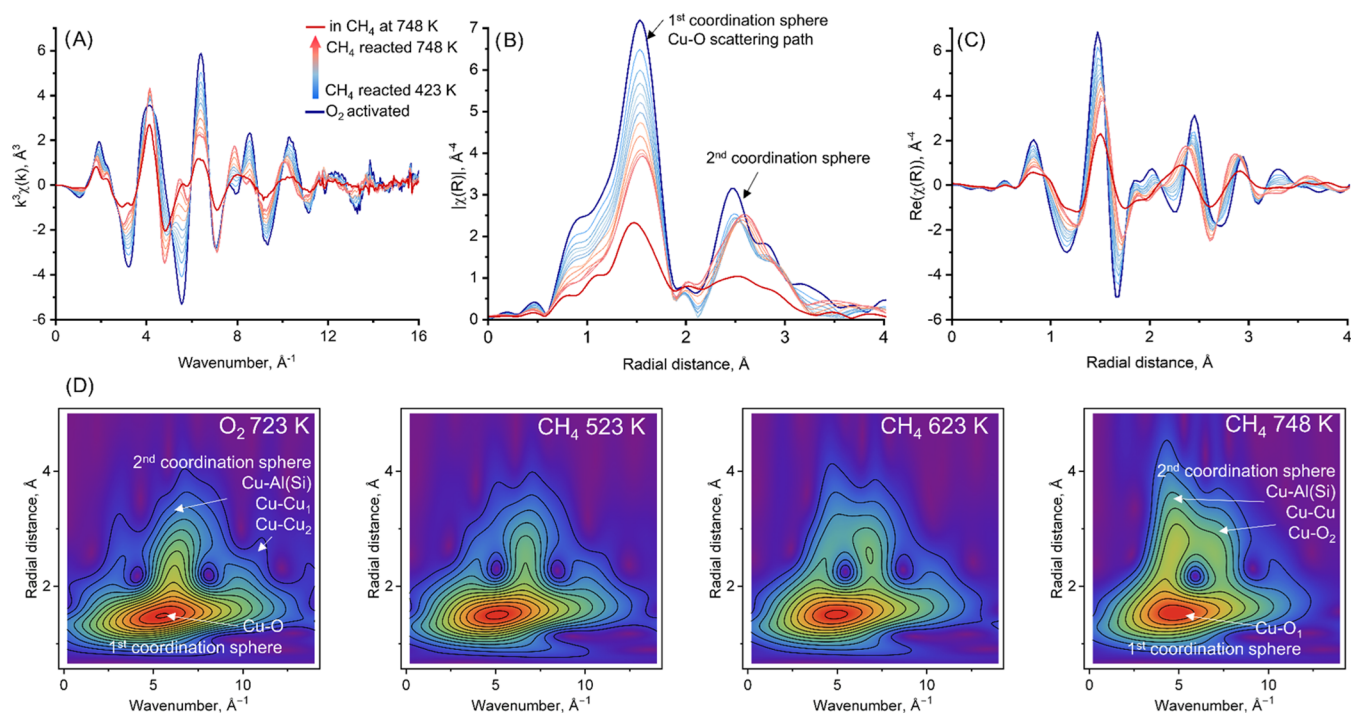 (A)
in CH₄ at 748 K
CH₄ reacted 748 K
CH₄ reacted 423 K
O₂ activated
k³χ(k), Å³
6
4
2
0
-2
-4
-6
0 4 8 12 16
Wavenumber, Å⁻¹
(B)
1ˢᵗ coordination sphere
Cu-O scattering path
2ⁿᵈ coordination sphere
|χ(R)|, Å⁻⁴
7
6
5
4
3
2
1
0
0 1 2 3 4
Radial distance, Å
(C)
Re(χ(R)), Å⁻⁴
6
4
2
0
-2
-4
-6
0 1 2 3 4
Radial distance, Å
(D)
O₂ 723 K
2ⁿᵈ coordination sphere
Cu-Al(Si)
Cu-Cu₁
Cu-Cu₂
Cu-O
1ˢᵗ coordination sphere
Radial distance, Å
4
2
0 5 10
Wavenumber, Å⁻¹
CH₄ 523 K
Radial distance, Å
4
2
0 5 10
Wavenumber, Å⁻¹
CH₄ 623 K
Radial distance, Å
4
2
0 5 10
Wavenumber, Å⁻¹
CH₄ 748 K
2ⁿᵈ coordination sphere
Cu-Al(Si)
Cu-Cu
Cu-O₂
Cu-O₁
1ˢᵗ coordination sphere
Radial distance, Å
4
2
0 5 10
Wavenumber, Å⁻¹